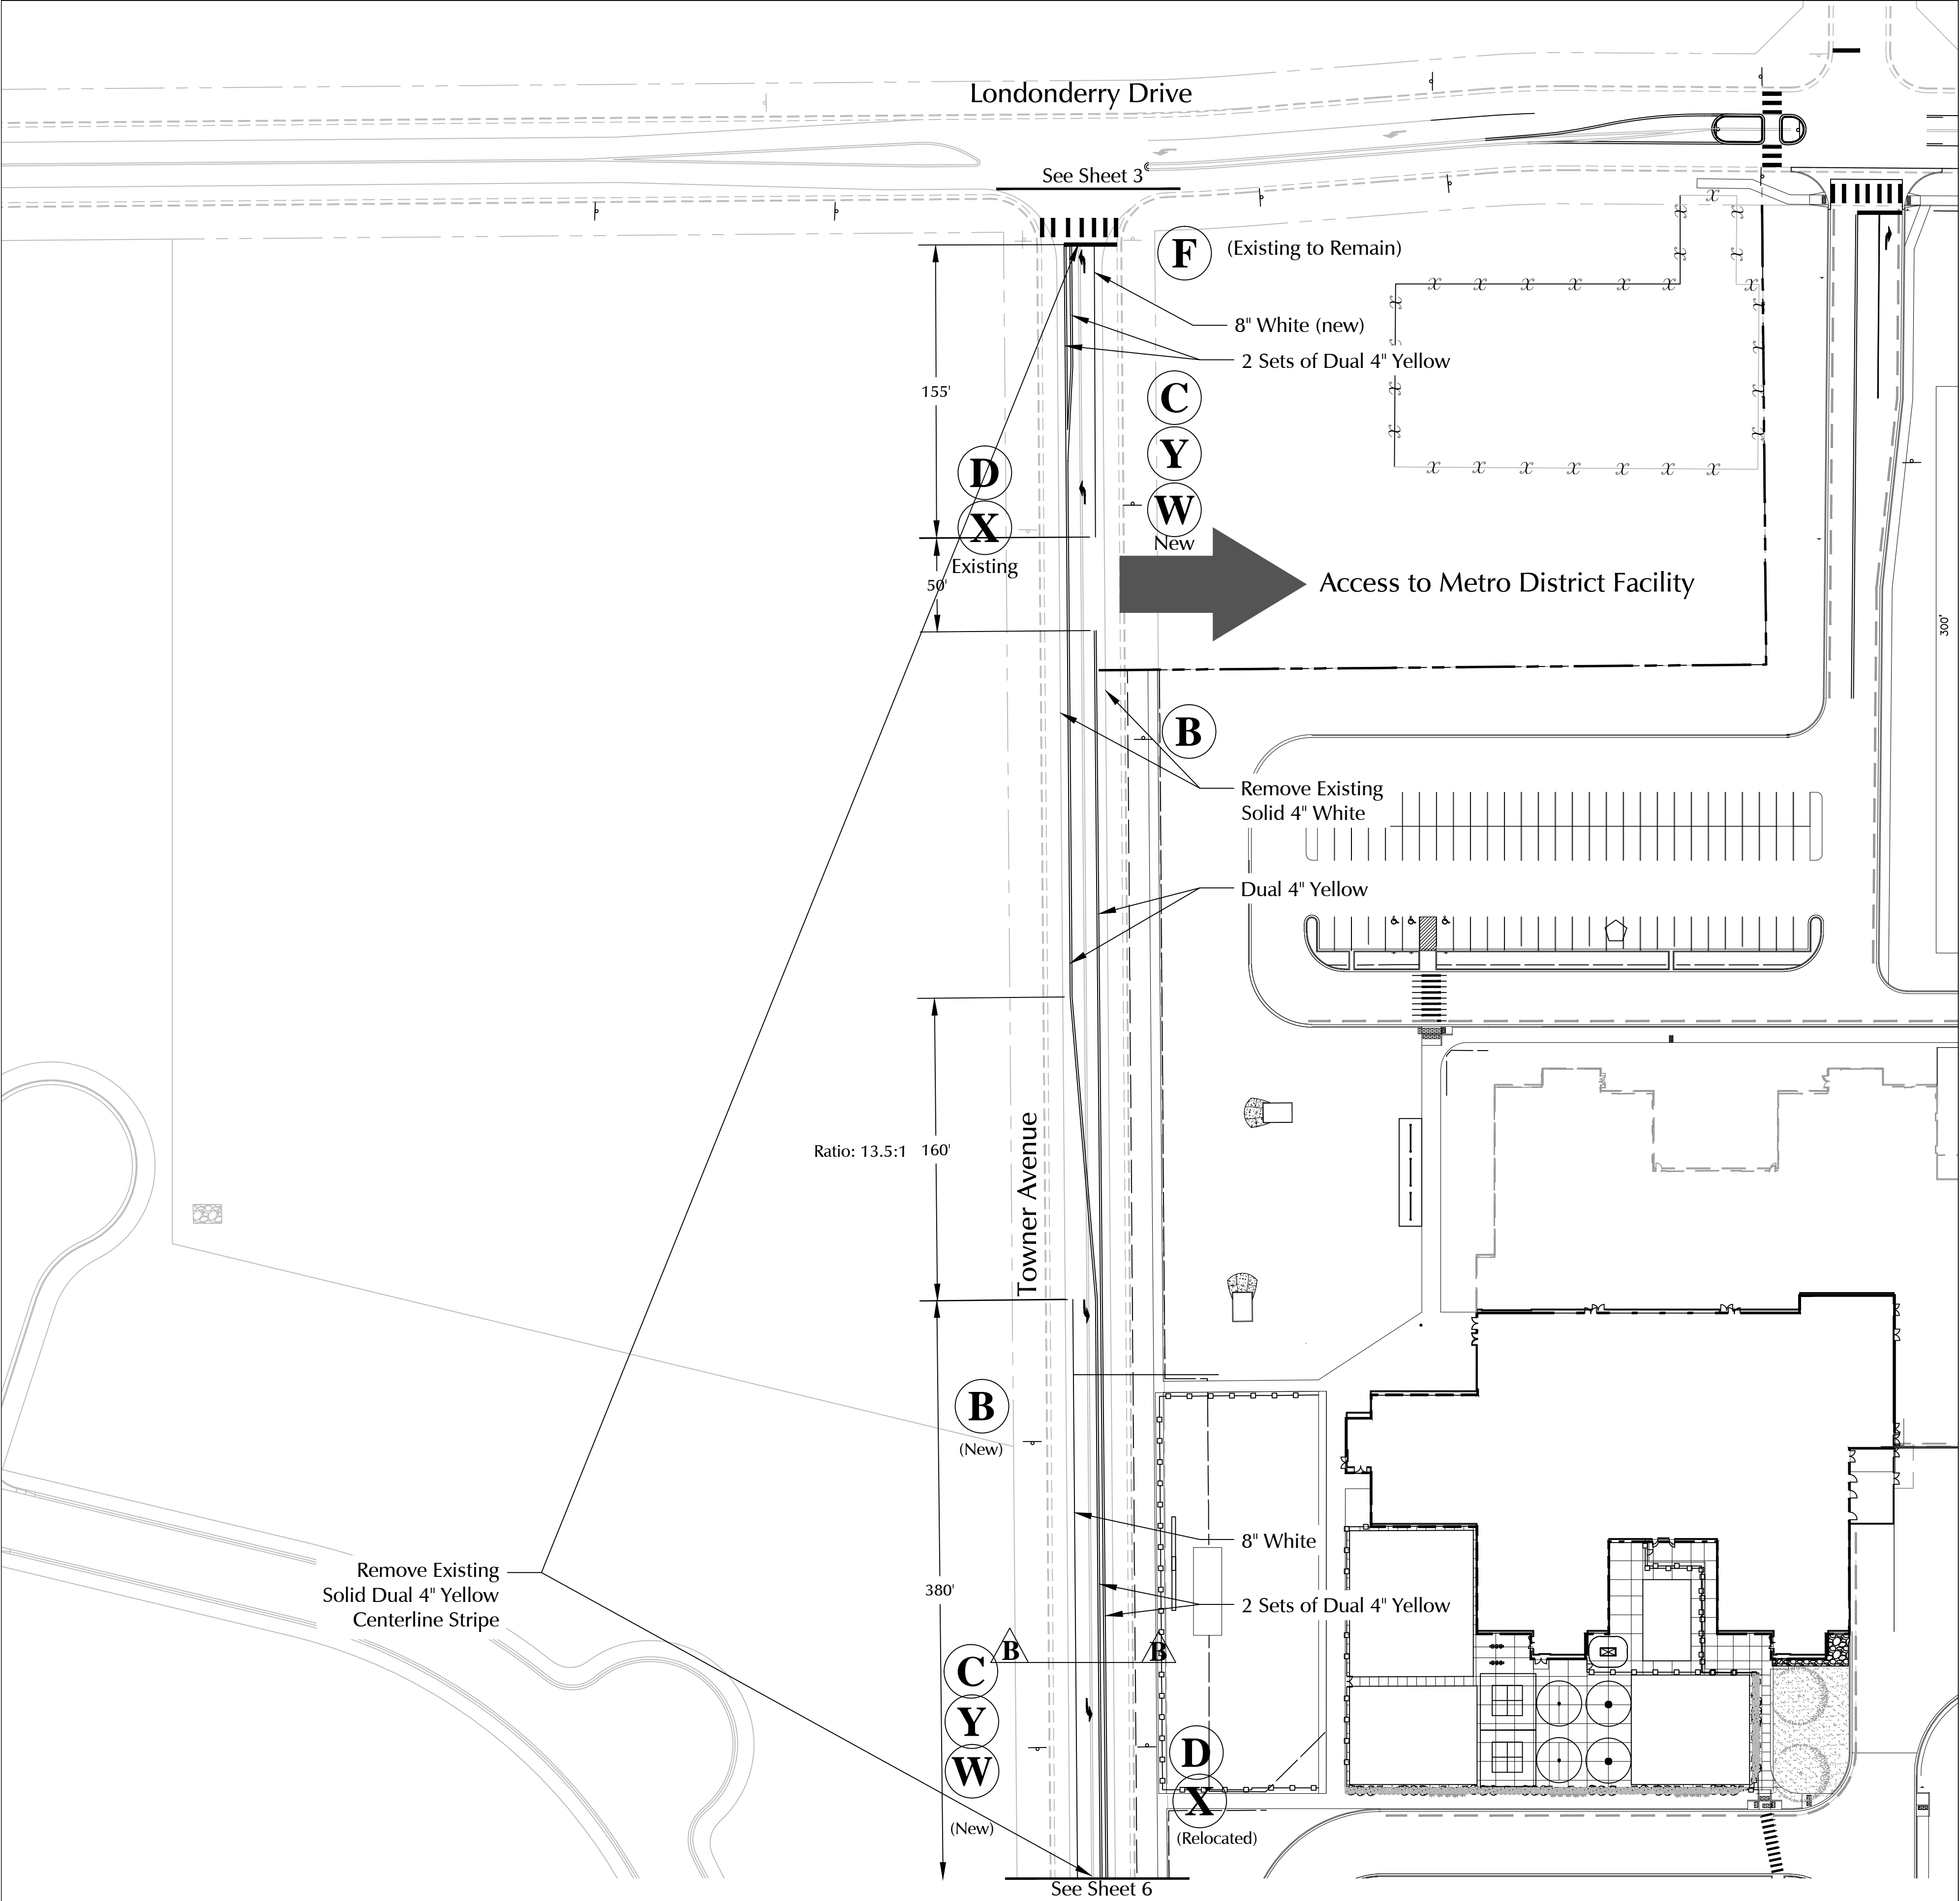 Londonderry Drive
See Sheet 3
F
(Existing to Remain)
8" White (new)
2 Sets of Dual 4" Yellow
155'
C
Y
W
New
D
X
Existing
50'
Access to Metro District Facility
300'
B
Remove Existing
Solid 4" White
Dual 4" Yellow
Towner Avenue
Ratio: 13.5:1
160'
B
(New)
8" White
Remove Existing
Solid Dual 4" Yellow
Centerline Stripe
380'
2 Sets of Dual 4" Yellow
B
B
C
Y
W
(New)
D
X
(Relocated)
See Sheet 6
x x
x x
x x
x x x x x x x
x x
x x
x x
x x
x x x x x x x